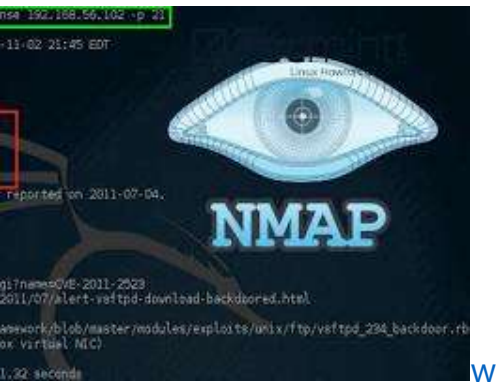 nse 192.168.56.102 -p 21
-11-02 21:45 EDT
Linux
reported on 2011-07-04.
NMAP
gi?name=CVE-2011-2523
2011/07/alert-vsftpd-download-backdoored.html
amework/blob/master/modules/exploits/unix/ftp/vsftpd_234_backdoor.rb
ox virtual NIC)
1.32 seconds
W